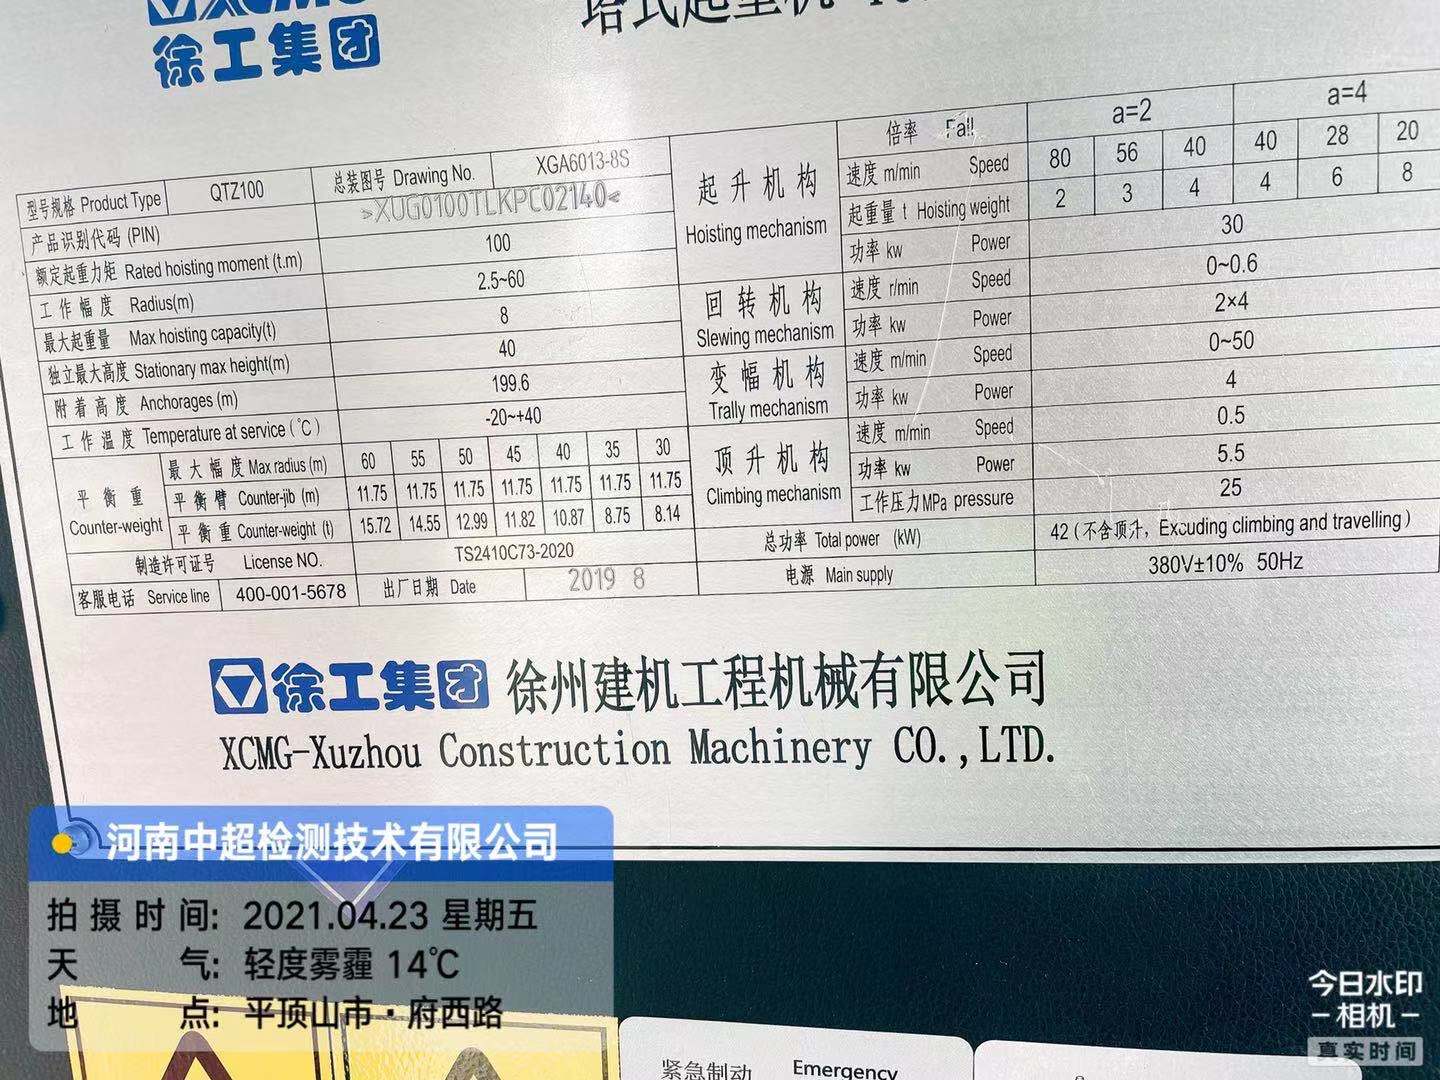 徐工集团
塔式起重机
型号规格 Product Type QTZ100 总装图号 Drawing No. XGA6013-8S
产品识别代码 (PIN) >XUG0100TLKPC02140<
额定起重力矩 Rated hoisting moment (t.m) 100
工作幅度 Radius(m) 2.5~60
最大起重量 Max hoisting capacity(t) 8
独立最大高度 Stationary max height(m) 40
附着高度 Anchorages (m) 199.6
工作温度 Temperature at service (℃) -20~+40
平衡重 Counter-weight
最大幅度 Max radius (m) 60 55 50 45 40 35 30
平衡臂 Counter-jib (m) 11.75 11.75 11.75 11.75 11.75 11.75 11.75
平衡重 Counter-weight (t) 15.72 14.55 12.99 11.82 10.87 8.75 8.14
制造许可证号 License NO. TS2410C73-2020
客服电话 Service line 400-001-5678 出厂日期 Date 2019 8
起升机构 Hoisting mechanism
倍率 Fall a=2 a=4
速度 m/min Speed 80 56 40 40 28 20
起重量 t Hoisting weight 2 3 4 4 6 8
功率 kw Power 30
回转机构 Slewing mechanism
速度 r/min Speed 0~0.6
功率 kw Power 2×4
变幅机构 Trally mechanism
速度 m/min Speed 0~50
功率 kw Power 4
顶升机构 Climbing mechanism
速度 m/min Speed 0.5
功率 kw Power 5.5
工作压力MPa pressure 25
总功率 Total power (kW) 42 (不含顶升, Excuding climbing and travelling)
电源 Main supply 380V±10% 50Hz
徐工集团 徐州建机工程机械有限公司
XCMG-Xuzhou Construction Machinery CO.,LTD.
河南中超检测技术有限公司
拍摄时间: 2021.04.23 星期五
天气: 轻度雾霾 14℃
地点: 平顶山市·府西路
紧急制动 Emergency
今日水印
-相机-
真实时间